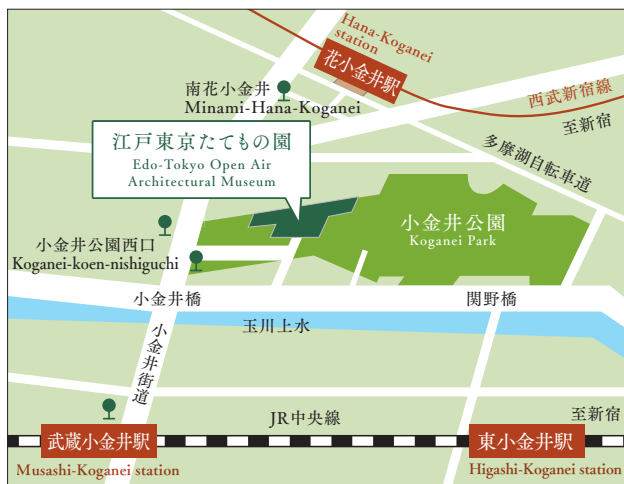 Hana-Koganei
station
花小金井駅
西武新宿線
至新宿
南花小金井
Minami-Hana-Koganei
多摩湖自転車道
江戸東京たてもの園
Edo-Tokyo Open Air
Architectural Museum
小金井公園
Koganei Park
小金井公園西口
Koganei-koen-nishiguchi
小金井橋
関野橋
玉川上水
小金井街道
JR中央線
至新宿
武蔵小金井駅
Musashi-Koganei station
東小金井駅
Higashi-Koganei station